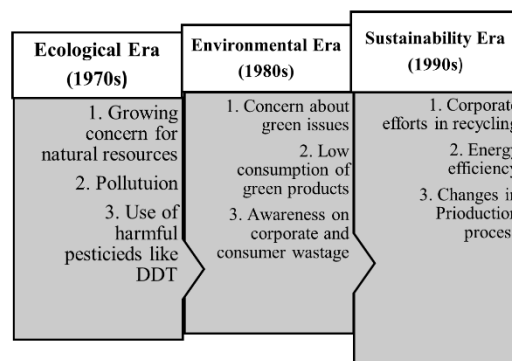 Ecological Era
(1970s)
1. Growing
concern for
natural resources
2. Pollutuion
3. Use of
harmful
pesticieds like
DDT
Environmental Era
(1980s)
1. Concern about
green issues
2. Low
consumption of
green products
3. Awareness on
corporate and
consumer wastage
Sustainability Era
(1990s)
1. Corporate
efforts in recycling
2. Energy
efficiency
3. Changes in
Prioduction
process